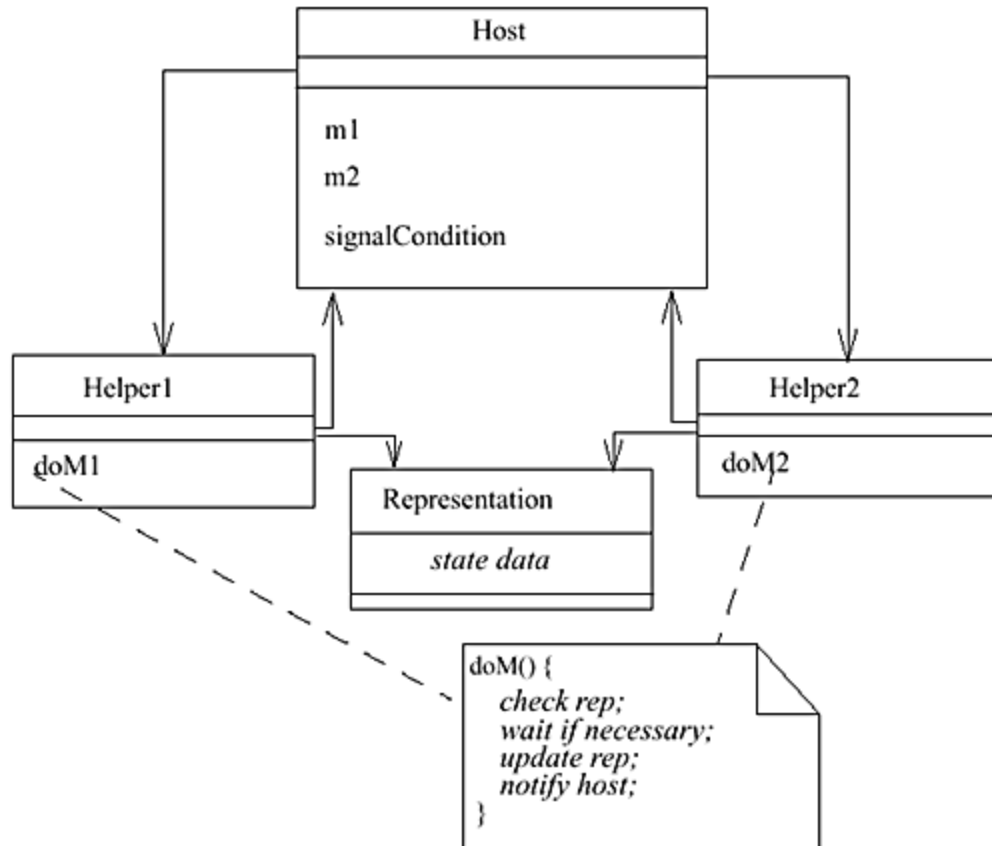 Host
m1
m2
signalCondition
Helper1
doM1
Helper2
doM2
Representation
state data
doM() {
check rep;
wait if necessary;
update rep;
notify host;
}